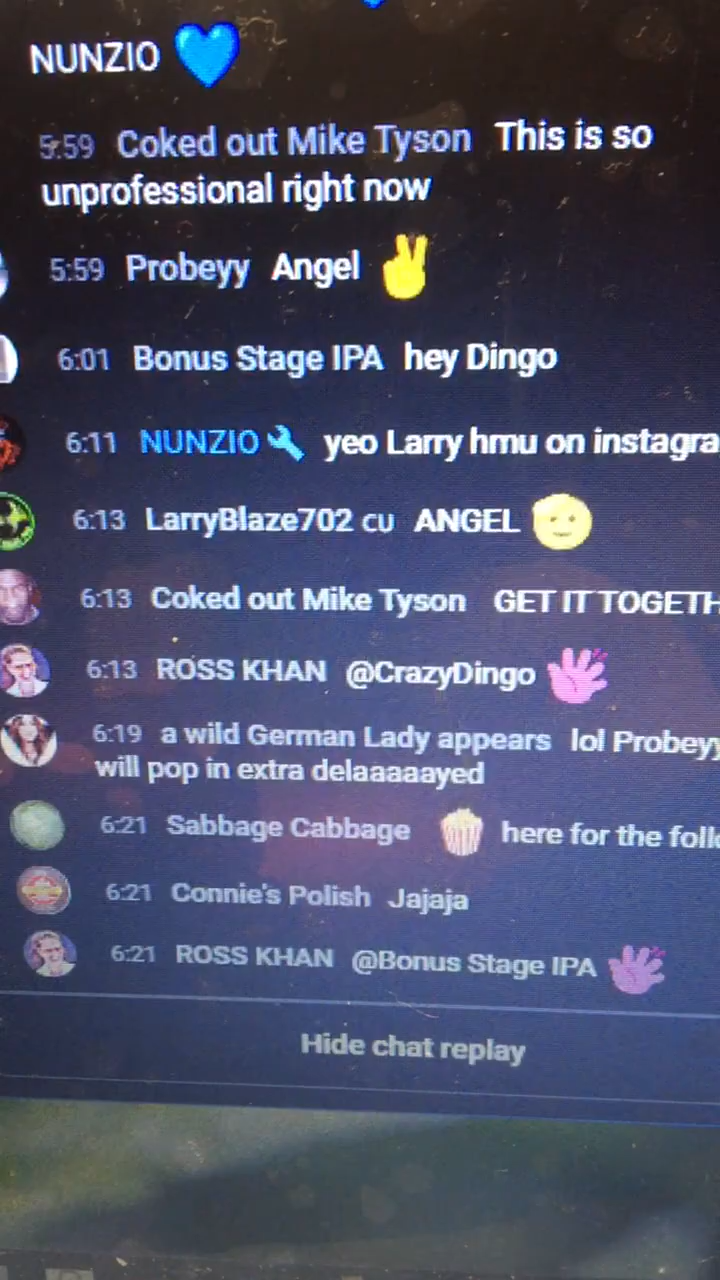 NUNZIO 💙
5:59 Coked out Mike Tyson This is so
unprofessional right now
5:59 Probeyy Angel ✌
6:01 Bonus Stage IPA hey Dingo
6:11 NUNZIO🔧 yeo Larry hmu on instagra
6:13 LarryBlaze702 cu ANGEL
6:13 Coked out Mike Tyson GET IT TOGETH
6:13 ROSS KHAN @CrazyDingo
6:19 a wild German Lady appears lol Probeyy
will pop in extra delaaaaayed
6:21 Sabbage Cabbage 🍿 here for the follo
6:21 Connie's Polish Jajaja
6:21 ROSS KHAN @Bonus Stage IPA
Hide chat replay